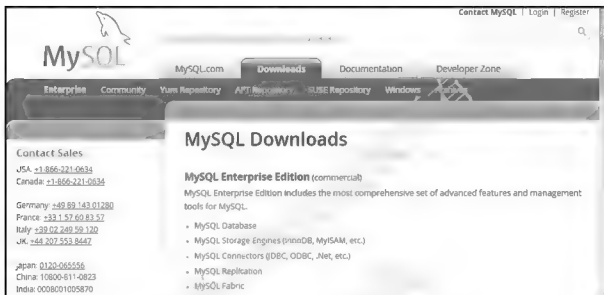 Contact MySQL | Login | Register
MySQL
MySQL.com Downloads Documentation Developer Zone
Enterprise Community Yum Repository APT Repository SUSE Repository Windows
MySQL Downloads
Contact Sales
USA: +1-866-221-0634
Canada: +1-866-221-0634
Germany: +49 89 143 01280
France: +33 1 57 60 83 57
Italy: +39 02 249 59 120
UK: +44 207 553 8447
Japan: 0120-065556
China: 10800-811-0823
India: 0008001005870
MySQL Enterprise Edition (commercial)
MySQL Enterprise Edition includes the most comprehensive set of advanced features and management
tools for MySQL.
• MySQL Database
• MySQL Storage Engines (InnoDB, MyISAM, etc.)
• MySQL Connectors (JDBC, ODBC, .Net, etc.)
• MySQL Replication
• MySQL Fabric